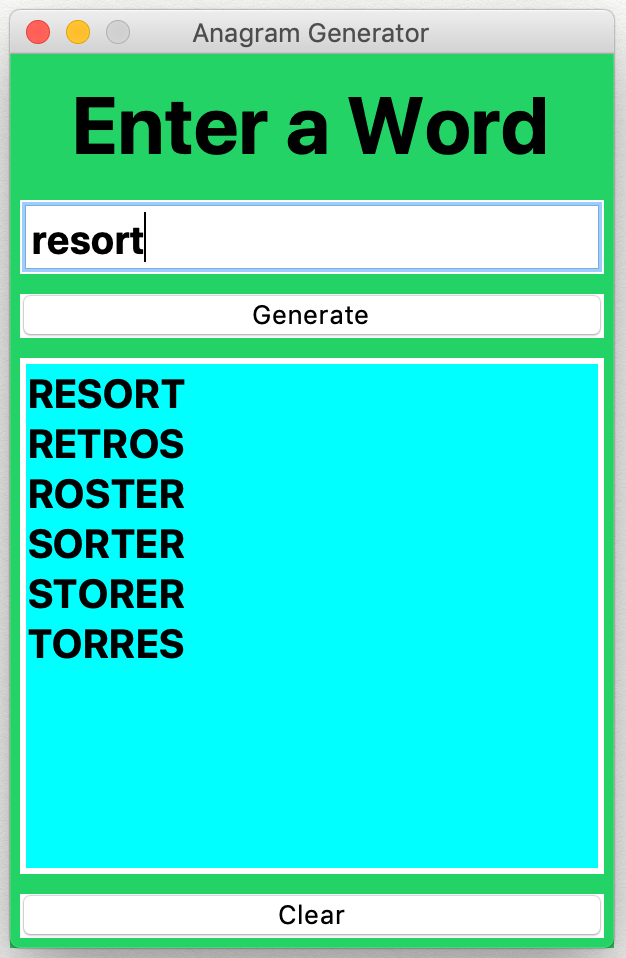 Anagram Generator
Enter a Word
resort
Generate
RESORT
RETROS
ROSTER
SORTER
STORER
TORRES
Clear